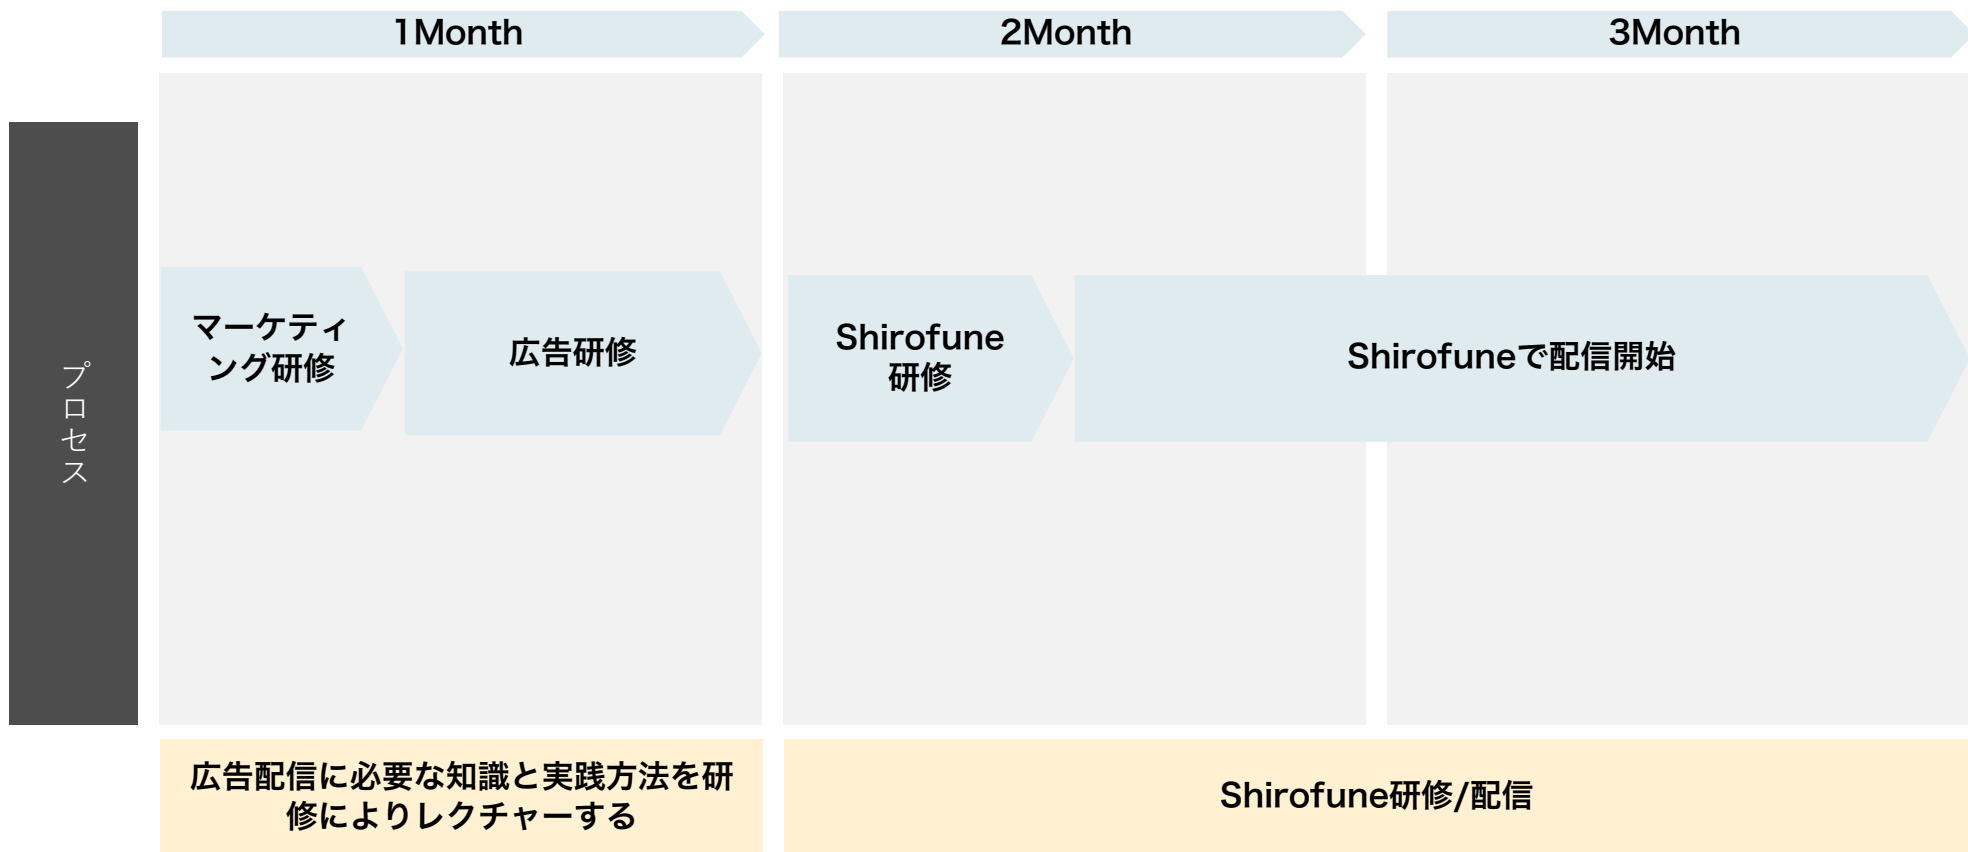 1Month
2Month
3Month
プロセス
マーケティ
ング研修
広告研修
Shirofune
研修
Shirofuneで配信開始
広告配信に必要な知識と実践方法を研
修によりレクチャーする
Shirofune研修/配信